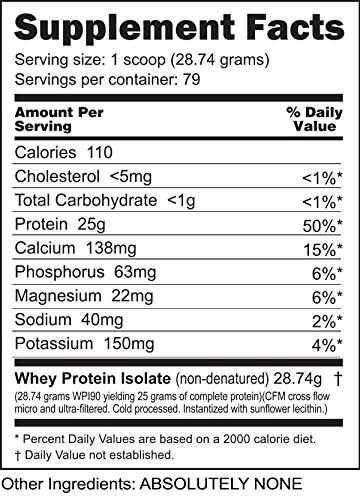 Supplement Facts
Serving size: 1 scoop (28.74 grams)
Servings per container: 79
Amount Per Serving % Daily Value
Calories 110
Cholesterol <5mg <1%*
Total Carbohydrate <1g <1%*
Protein 25g 50%*
Calcium 138mg 15%*
Phosphorus 63mg 6%*
Magnesium 22mg 6%*
Sodium 40mg 2%*
Potassium 150mg 4%*
Whey Protein Isolate (non-denatured) 28.74g †
(28.74 grams WPI90 yielding 25 grams of complete protein)(CFM cross flow
micro and ultra-filtered. Cold processed. Instantized with sunflower lecithin.)
* Percent Daily Values are based on a 2000 calorie diet.
† Daily Value not established.
Other Ingredients: ABSOLUTELY NONE